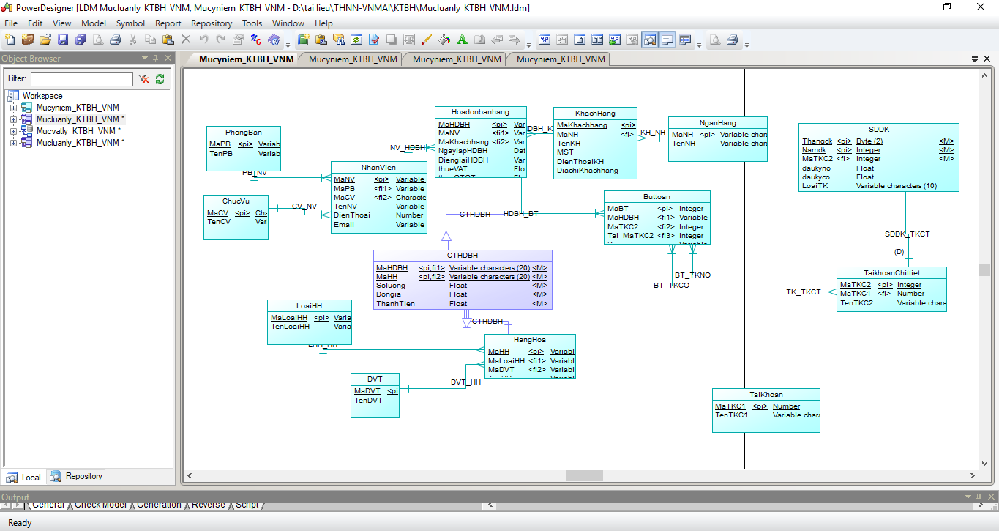 PowerDesigner [LDM Mucluanly_KTBH_VNM, Mucyniem_KTBH_VNM - D:\tai lieu\THNN-VNMAI\KTBH\Mucluanly_KTBH_VNM.ldm]
File Edit View Model Symbol Report Repository Tools Window Help
Object Browser
Filter:
Workspace
Mucyniem_KTBH_VNM
Mucluanly_KTBH_VNM *
Mucvatly_KTBH_VNM *
Mucluanly_KTBH_VNM *
Local Repository
Mucyniem_KTBH_VNM Mucyniem_KTBH_VNM Mucyniem_KTBH_VNM Mucyniem_KTBH_VNM
PhongBan
MaPB <pi> Variab
TenPB Variab
PB_NV
ChucVu
MaCV <pi> Cha
TenCV Var
CV_NV
NhanVien
MaNV <pi> Variable
MaPB <fi1> Variable
MaCV <fi2> Characte
TenNV Variable
DienThoai Number
Email Variable
NV_HDBH
Hoadonbanhang
MaHDBH <pi> Var
MaNV <fi1> Var
MaKhachhang <fi2> Var
NgaylapHDBH Dat
DiengiaiHDBH Var
thueVAT Floa
DBH_K
KhachHang
MaKhachhang <pi>
MaNH <fi>
TenKH
MST
DienThoaiKH
DiachiKhachhang
KH_NH
NganHang
MaNH <pi> Variable chara
TenNH Variable chara
SDDK
Thangdk <pi> Byte (2) <M>
Namdk <pi> Integer <M>
MaTKC2 <fi> Integer <M>
daukyno Float
daukyco Float
LoaiTK Variable characters (10)
SDDK_TKCT
(D)
Buttoan
MaBT <pi> Integer
MaHDBH <fi1> Variable
MaTKC2 <fi2> Integer
Tai_MaTKC2 <fi3> Integer
CTHDBH
HDBH_BT
CTHDBH
MaHDBH <pi,fi1> Variable characters (20) <M>
MaHH <pi,fi2> Variable characters (20) <M>
Soluong Float <M>
Dongia Float <M>
ThanhTien Float <M>
CTHDBH
BT_TKNO
BT_TKCO
TK_TKCT
TaikhoanChittiet
MaTKC2 <pi> Integer
MaTKC1 <fi> Number
TenTKC2 Variable chara
LoaiHH
MaLoaiHH <pi> Varia
TenLoaiHH Varia
HangHoa
MaHH <pi> Variabl
MaLoaiHH <fi1> Variabl
MaDVT <fi2> Variabl
DVT
MaDVT <pi
TenDVT
DVT_HH
TaiKhoan
MaTKC1 <pi> Number
TenTKC1 Variable chara
Output
General Check Model Generation Reverse Script
Ready